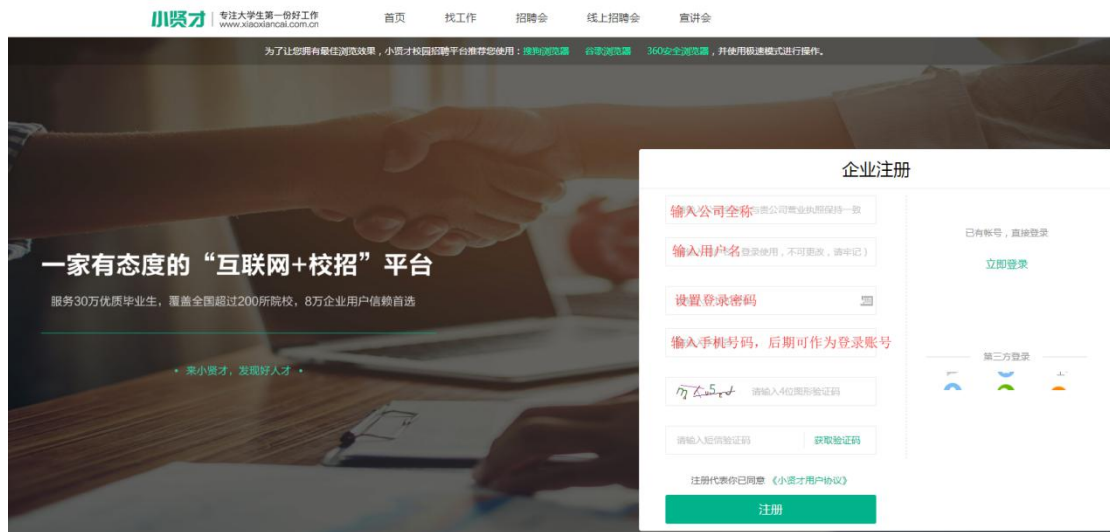 小贤才 专注大学生第一份好工作
www.xiaoxiancai.com.cn
首页 找工作 招聘会 线上招聘会 宣讲会
为了让您拥有最佳浏览效果，小贤才校园招聘平台推荐您使用：搜狗浏览器 谷歌浏览器 360安全浏览器，并使用极速模式进行操作。
一家有态度的“互联网+校招”平台
服务30万优质毕业生，覆盖全国超过200所院校，8万企业用户信赖首选
• 来小贤才，发现好人才 •
企业注册
输入公司全称 与贵公司营业执照保持一致
输入用户名 登录使用，不可更改，请牢记）
设置登录密码
输入手机号码，后期可作为登录账号
请输入4位图形验证码
请输入短信验证码 获取验证码
注册代表你已同意 《小贤才用户协议》
注册
已有帐号，直接登录
立即登录
第三方登录